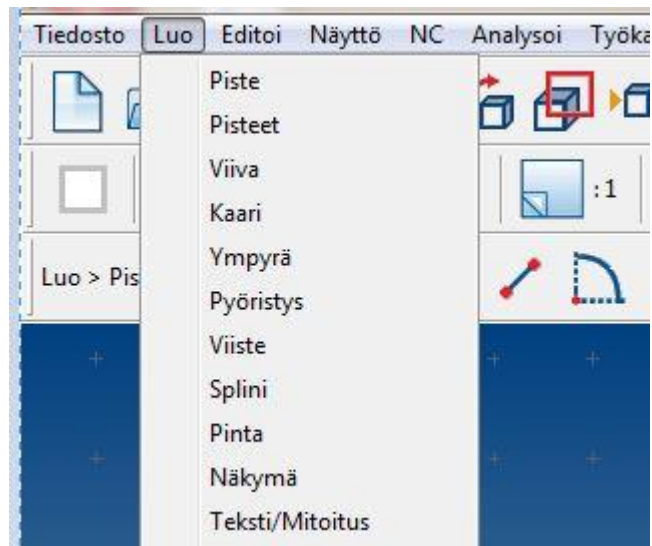 Tiedosto Luo Editoi Näyttö NC Analysoi Työka
Piste
Pisteet
Viiva
:1
Kaari
Ympyrä
Luo > Pis
Pyöristys
Viiste
Splini
Pinta
Näkymä
Teksti/Mitoitus